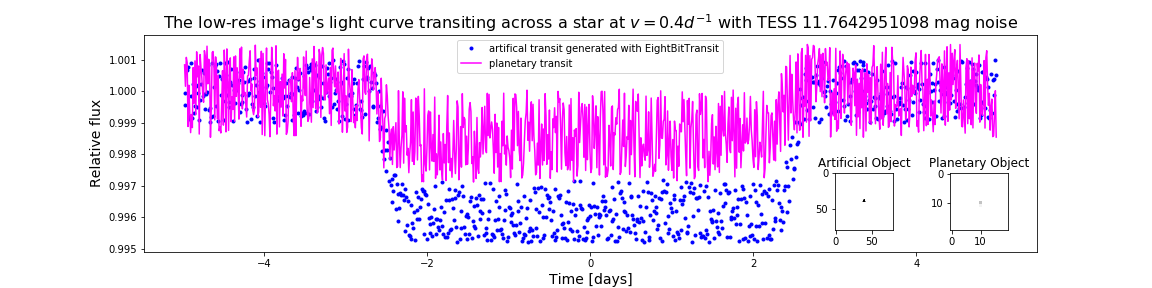 The low-res image's light curve transiting across a star at v = 0.4d⁻¹ with TESS 11.7642951098 mag noise
artifical transit generated with EightBitTransit
planetary transit
Relative flux
1.001
1.000
0.999
0.998
0.997
0.996
0.995
−4
−2
0
2
4
Time [days]
Artificial Object
0
50
0
50
Planetary Object
0
10
0
10